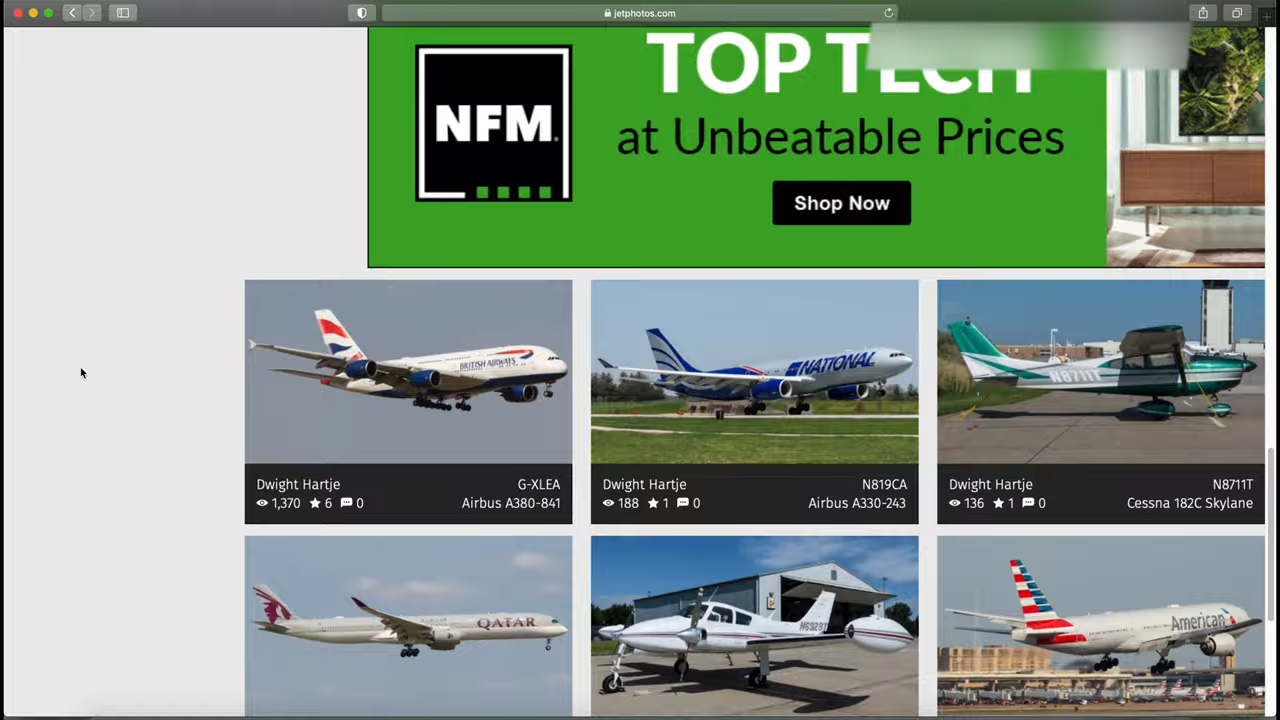 jetphotos.com
TOP TECH
NFM
at Unbeatable Prices
Shop Now
BRITISH AIRWAYS
NATIONAL
N8711T
Dwight Hartje G-XLEA
1,370 6 0 Airbus A380-841
Dwight Hartje N819CA
188 1 0 Airbus A330-243
Dwight Hartje N8711T
136 1 0 Cessna 182C Skylane
QATAR
American